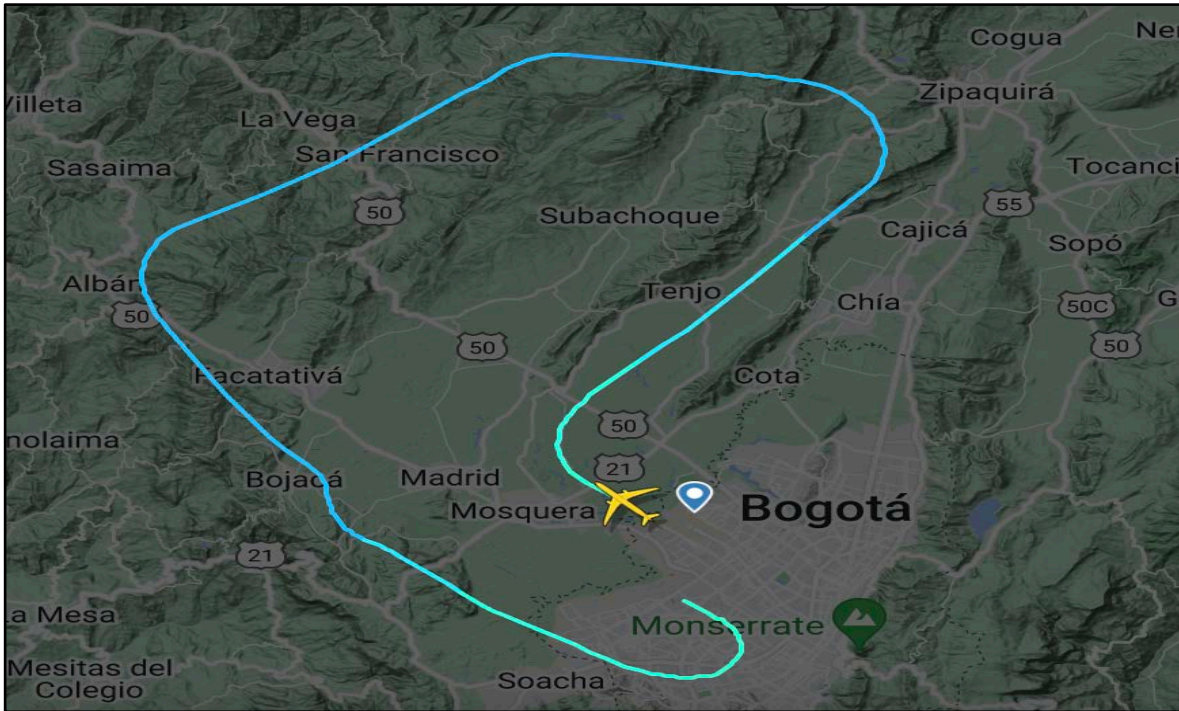 Cogua
Zipaquirá
Villeta
La Vega
San Francisco
Sasaima
Tocanci
50
Subachoque
55
Cajicá
Sopó
Albán
Tenjo
Chía
50C
G
50
50
50
Facatativá
Cota
50
nolaima
21
Bojacá
Madrid
Mosquera
Bogotá
21
La Mesa
Monserrate
Mesitas del
Colegio
Soacha